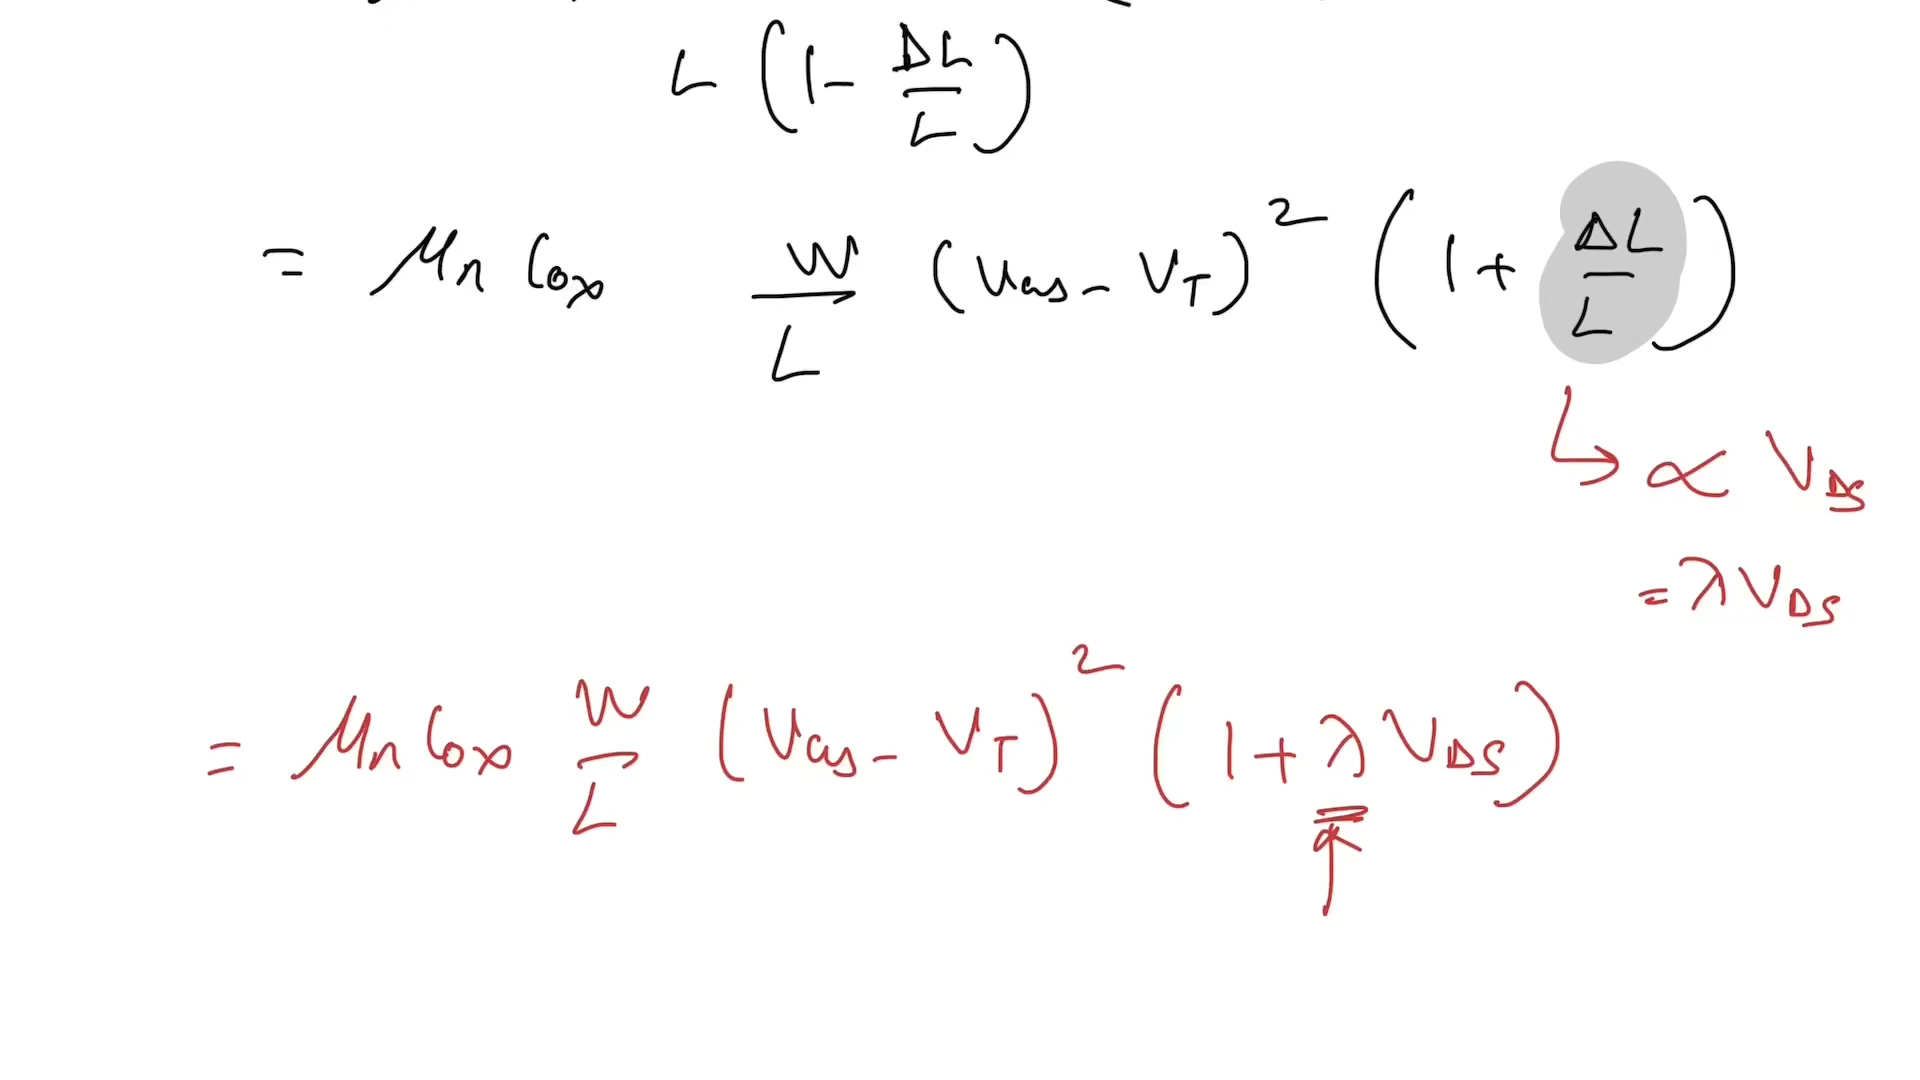 L (1 - ΔL/L)
= μn Cox W/L (VGS - VT)² (1 + ΔL/L)
↳ ∝ VDS
= λVDS
= μn Cox W/L (VGS - VT)² (1 + λVDS)